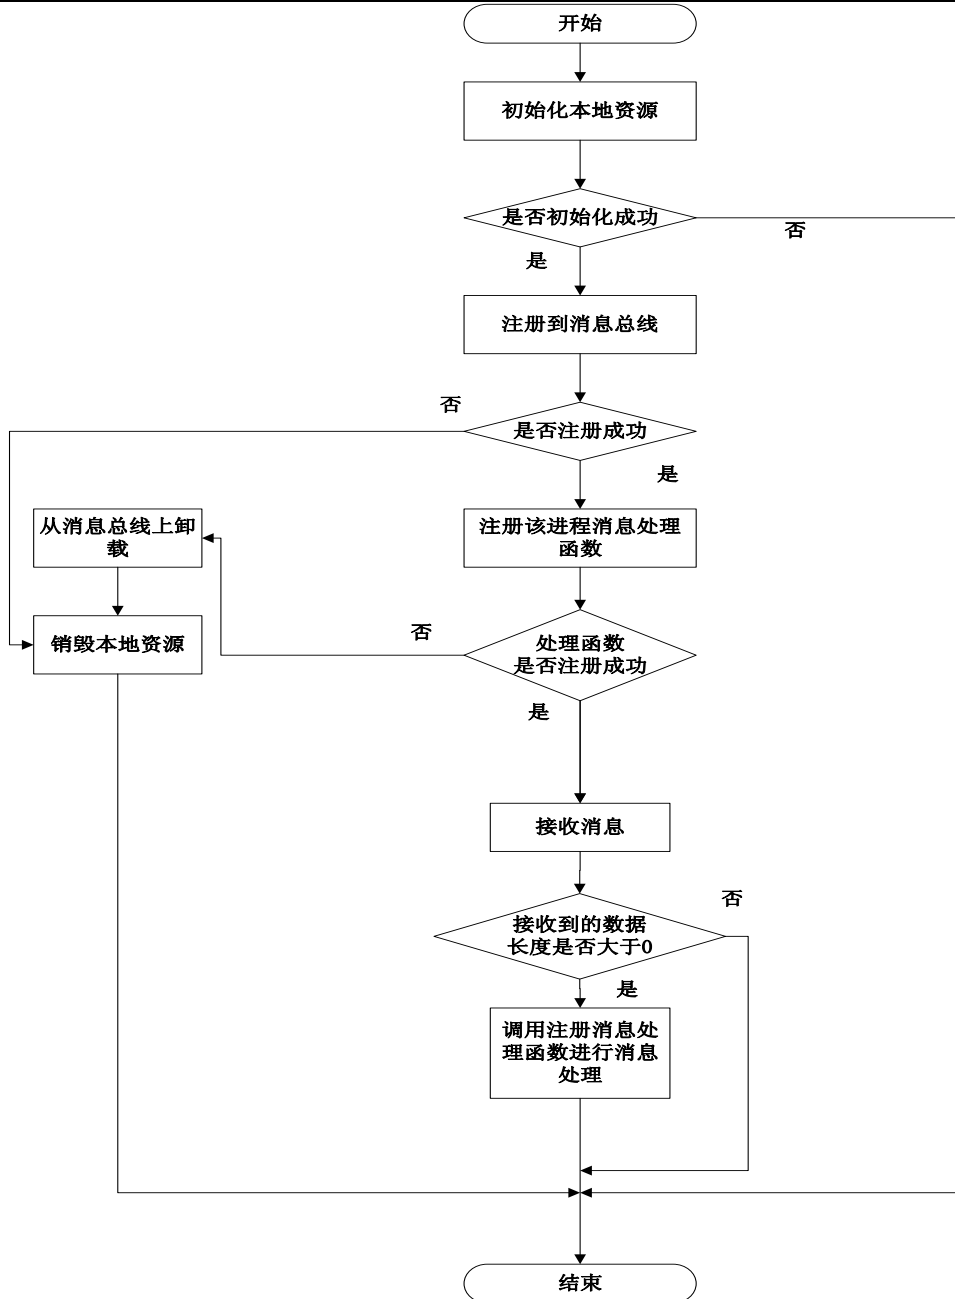 开始
初始化本地资源
是否初始化成功
否
是
注册到消息总线
否
是否注册成功
是
从消息总线上卸
载
注册该进程消息处理
函数
销毁本地资源
否
处理函数
是否注册成功
是
接收消息
否
接收到的数据
长度是否大于0
是
调用注册消息处
理函数进行消息
处理
结束